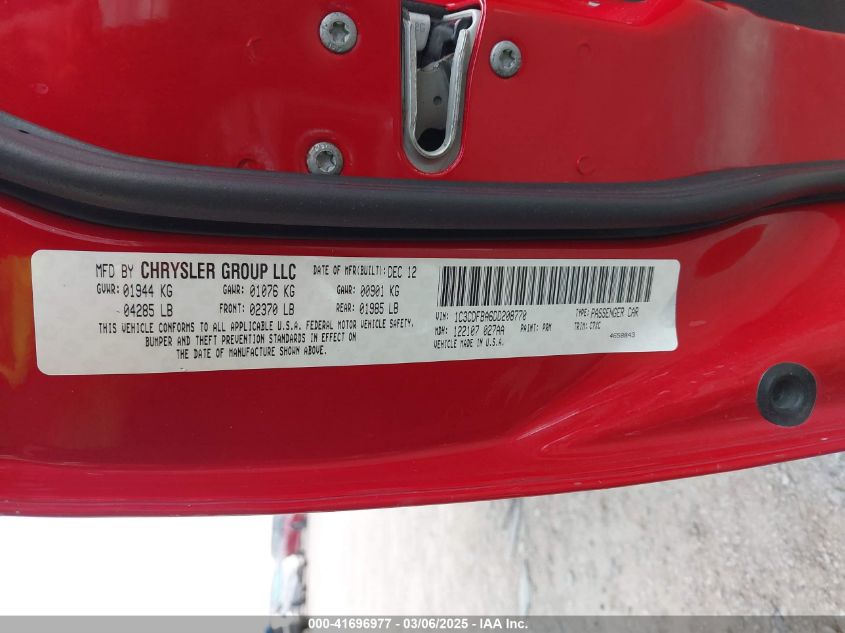 MFD BY CHRYSLER GROUP LLC DATE OF MFR(BUILT): DEC 12
GVWR: 01944 KG GAWR: 01076 KG GAWR: 00901 KG
04285 LB FRONT: 02370 LB REAR: 01985 LB
THIS VEHICLE CONFORMS TO ALL APPLICABLE U.S.A. FEDERAL MOTOR VEHICLE SAFETY,
BUMPER AND THEFT PREVENTION STANDARDS IN EFFECT ON
THE DATE OF MANUFACTURE SHOWN ABOVE.
VIN: 1C3CDFBA6DD208770 TYPE: PASSENGER CAR
MDH: 122107 027AA PAINT: PRM TRIM: C7XC
VEHICLE MADE IN U.S.A. 4650843
000-41696977 - 03/06/2025 - IAA Inc.